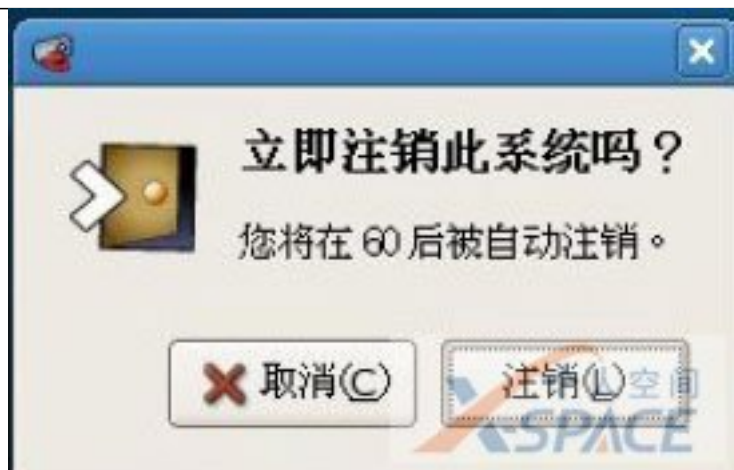 立即注销此系统吗？
您将在 60 后被自动注销。
取消(C)
注销(L)
人空间
XSPACE